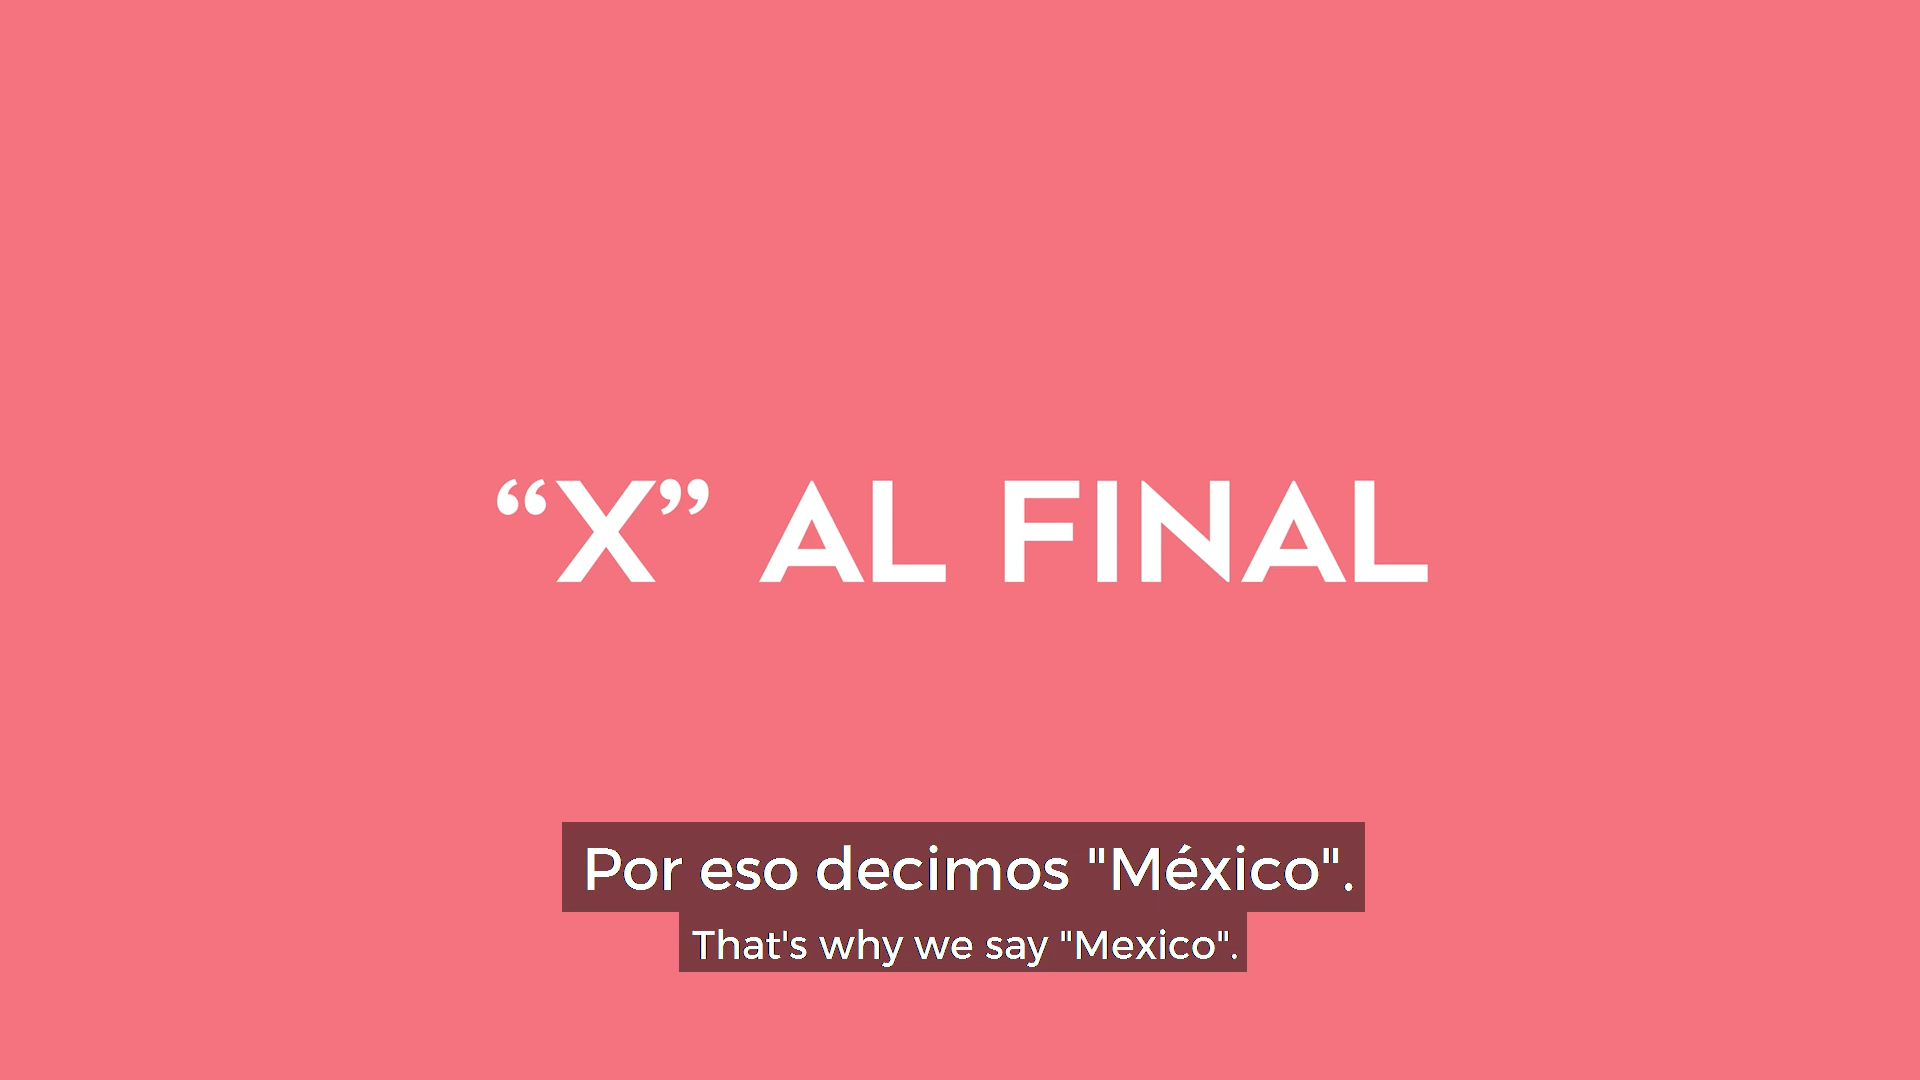 “X” AL FINAL
Por eso decimos "México".
That's why we say "Mexico".